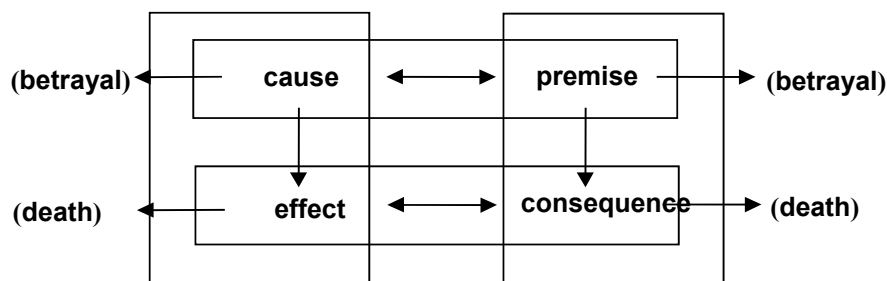 (betrayal) cause premise (betrayal)
(death) effect consequence (death)